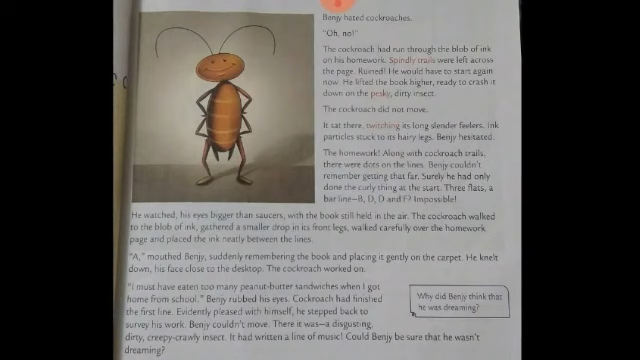 Benjy hated cockroaches.
"Oh, no!"
The cockroach had run through the blob of ink
on his homework. Spindly trails were left across
the page. Ruined! He would have to start again
now. He lifted the book higher, ready to crash it
down on the pesky, dirty insect.
The cockroach did not move.
It sat there, twitching its long slender feelers. Ink
particles stuck to its hairy legs. Benjy hesitated.
The homework! Along with cockroach trails,
there were dots on the lines. Benjy couldn't
remember getting that far. Surely he had only
done the curly thing at the start. Three flats, a
bar line—B, D, D and F? Impossible!
He watched, his eyes bigger than saucers, with the book still held in the air. The cockroach walked
to the blob of ink, gathered a smaller drop in its front legs, walked carefully over the homework
page and placed the ink neatly between the lines.
"A," mouthed Benjy, suddenly remembering the book and placing it gently on the carpet. He knelt
down, his face close to the desktop. The cockroach worked on.
"I must have eaten too many peanut-butter sandwiches when I got
home from school." Benjy rubbed his eyes. Cockroach had finished
the first line. Evidently pleased with himself, he stepped back to
survey his work. Benjy couldn't move. There it was—a disgusting,
dirty, creepy-crawly insect. It had written a line of music! Could Benjy be sure that he wasn't
dreaming?
Why did Benjy think that
he was dreaming?